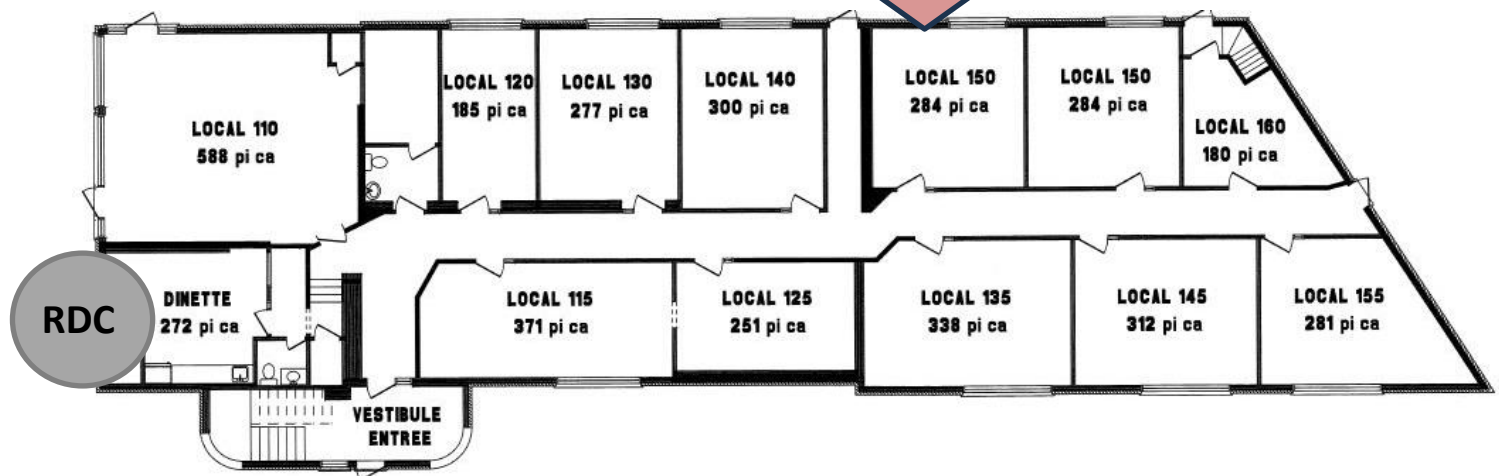 LOCAL 110
588 pi ca
LOCAL 120
185 pi ca
LOCAL 130
277 pi ca
LOCAL 140
300 pi ca
LOCAL 150
284 pi ca
LOCAL 150
284 pi ca
LOCAL 160
180 pi ca
RDC
DINETTE
272 pi ca
LOCAL 115
371 pi ca
LOCAL 125
251 pi ca
LOCAL 135
338 pi ca
LOCAL 145
312 pi ca
LOCAL 155
281 pi ca
VESTIBULE
ENTREE